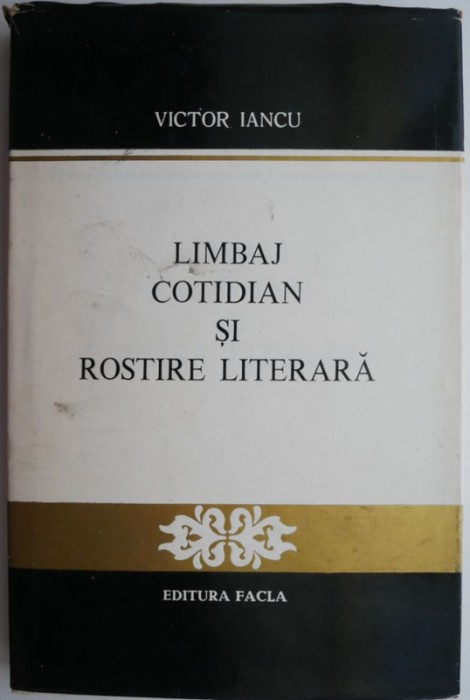 VICTOR IANCU
LIMBAJ
COTIDIAN
ȘI
ROSTIRE LITERARĂ
EDITURA FACLA